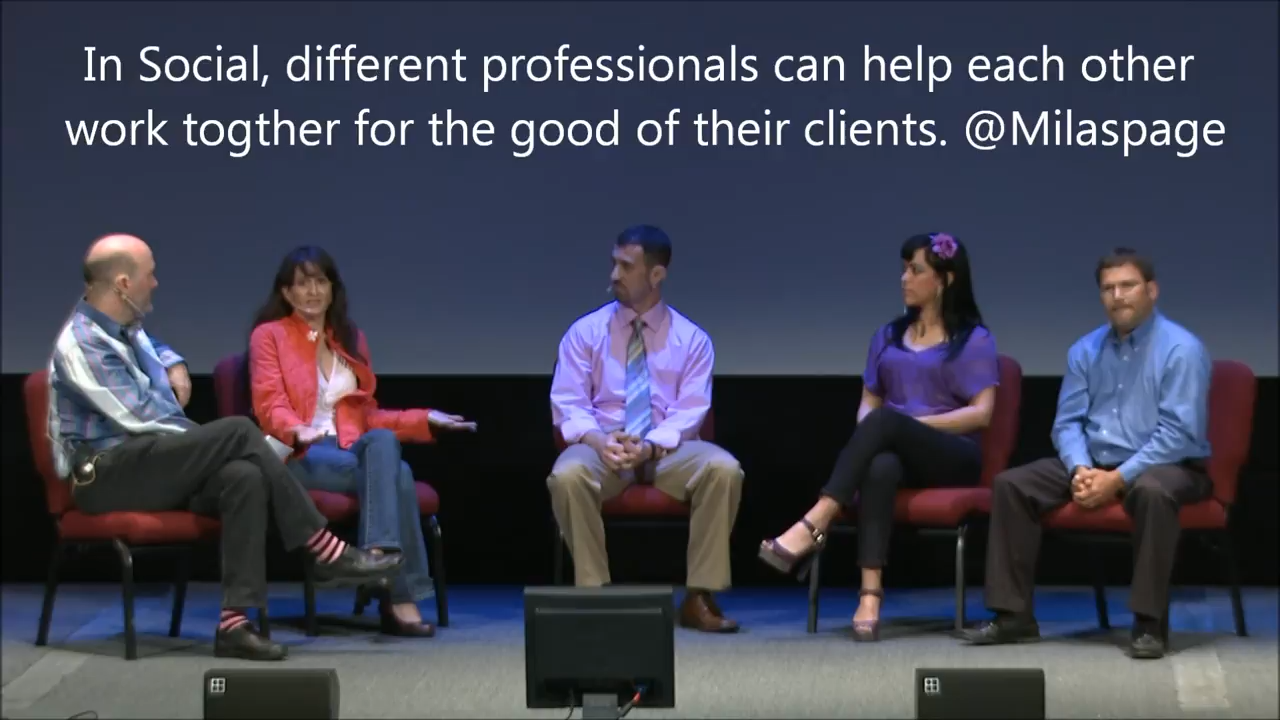 In Social, different professionals can help each other
work togther for the good of their clients. @Milaspage